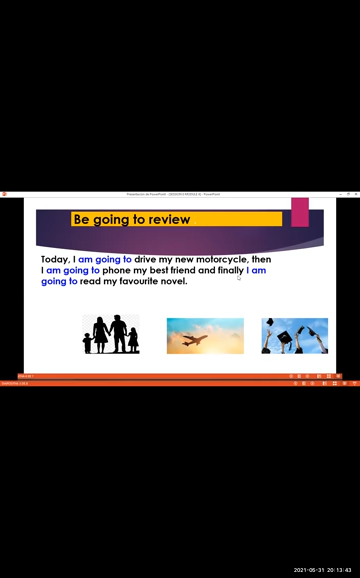 Be going to review
Today, I am going to drive my new motorcycle, then
I am going to phone my best friend and finally I am
going to read my favourite novel.
2021-05-31 20:13:43